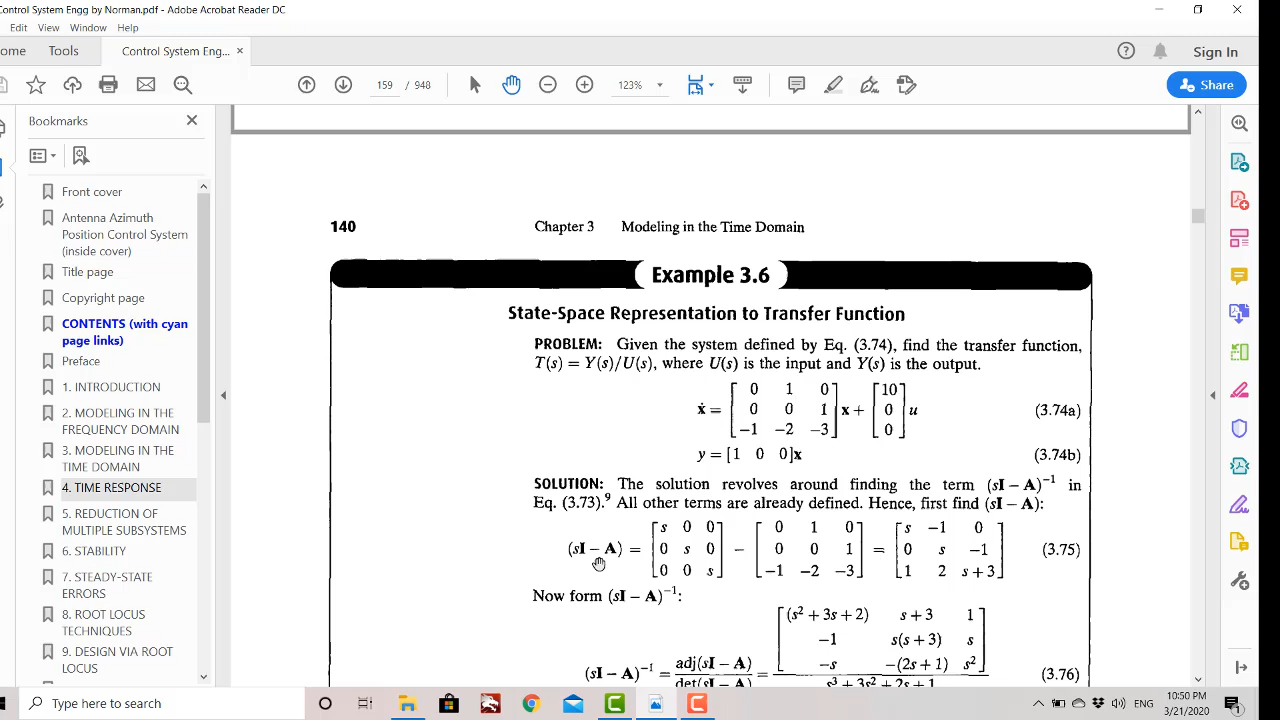 Control System Engg by Norman.pdf - Adobe Acrobat Reader DC
Edit View Window Help
ome Tools Control System Eng... × Sign In
159 / 948 123% Share
Bookmarks
Front cover
Antenna Azimuth
Position Control System
(inside cover)
Title page
Copyright page
CONTENTS (with cyan
page links)
Preface
1. INTRODUCTION
2. MODELING IN THE
FREQUENCY DOMAIN
3. MODELING IN THE
TIME DOMAIN
4. TIME RESPONSE
5. REDUCTION OF
MULTIPLE SUBSYSTEMS
6. STABILITY
7. STEADY-STATE
ERRORS
8. ROOT LOCUS
TECHNIQUES
9. DESIGN VIA ROOT
LOCUS
140 Chapter 3 Modeling in the Time Domain
Example 3.6
State-Space Representation to Transfer Function
PROBLEM: Given the system defined by Eq. (3.74), find the transfer function,
T(s) = Y(s)/U(s), where U(s) is the input and Y(s) is the output.
ẋ = [0 1 0; 0 0 1; −1 −2 −3] x + [10; 0; 0] u (3.74a)
y = [1 0 0]x (3.74b)
SOLUTION: The solution revolves around finding the term (sI − A)⁻¹ in
Eq. (3.73).⁹ All other terms are already defined. Hence, first find (sI − A):
(sI − A) = [s 0 0; 0 s 0; 0 0 s] − [0 1 0; 0 0 1; −1 −2 −3] = [s −1 0; 0 s −1; 1 2 s + 3] (3.75)
Now form (sI − A)⁻¹:
(sI − A)⁻¹ = adj(sI − A) / det(sI − A) = [(s² + 3s + 2) s + 3 1; −1 s(s + 3) s; −s −(2s + 1) s²] / s³ + 3s² + 2s + 1 (3.76)
Type here to search
ENG
10:50 PM
3/21/2020
1